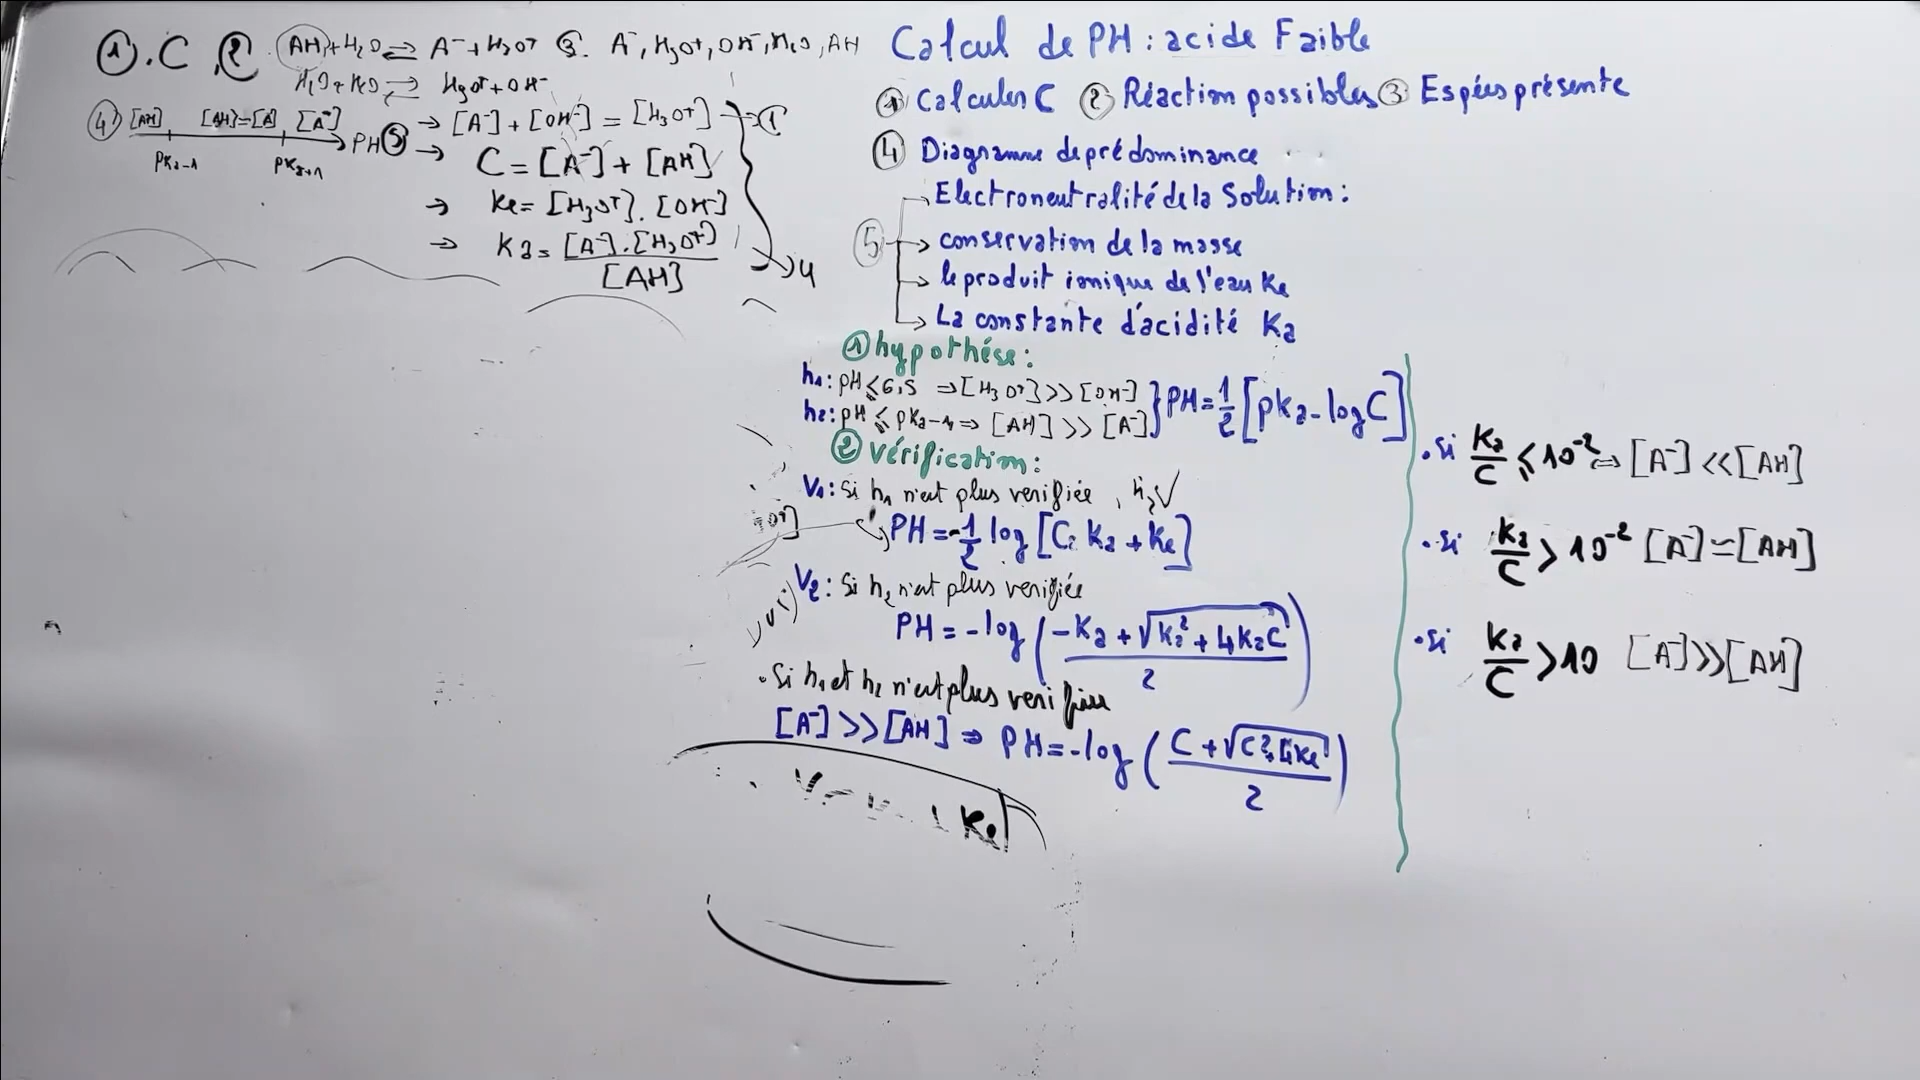 ①.C ② AH+H₂O ⇌ A⁻+H₃O⁺ ③. A⁻, H₃O⁺, OH⁻, H₂O, AH
H₂O+H₂O ⇌ H₃O⁺+OH⁻
④ [AH] [AH]=[A⁻] [A⁻] PH
pKa-1 pKa+1
⑤ → [A⁻] + [OH⁻] = [H₃O⁺] → 1
→ C = [A⁻] + [AH]
→ Ke = [H₃O⁺].[OH⁻]
→ Ka = [A⁻].[H₃O⁺] / [AH] → 4
Calcul de PH : acide Faible
① Calculer C ② Réaction possibles ③ Espées présente
④ Diagramme de prédominance
⑤ → Electroneutralité de la Solution :
→ conservation de la masse
→ le produit ionique de l'eau Ke
→ La constante d'acidité Ka
① hypothése :
h₁ : pH ≤ 6,5 ⇒ [H₃O⁺] >> [OH⁻]
h₂ : pH ≤ pKa-1 ⇒ [AH] >> [A⁻] } PH = 1/2 [pKa - log C]
② vérification :
V₁ : Si h₁ n'est plus verifiée, h₂ ✓
PH = -1/2 log [C. Ka + Ke]
V₂ : Si h₂ n'est plus verifiée
PH = -log ( (-Ka + √(Ka² + 4KaC)) / 2 )
. Si h₁ et h₂ n'est plus verifiée
[A⁻] >> [AH] ⇒ PH = -log ( (C + √(C²+4Ke)) / 2 )
Ke
. Si Ka/C ≤ 10⁻² ⇒ [A⁻] << [AH]
. Si Ka/C > 10⁻² [A⁻] ≃ [AH]
. Si Ka/C > 10 [A⁻] >> [AH]